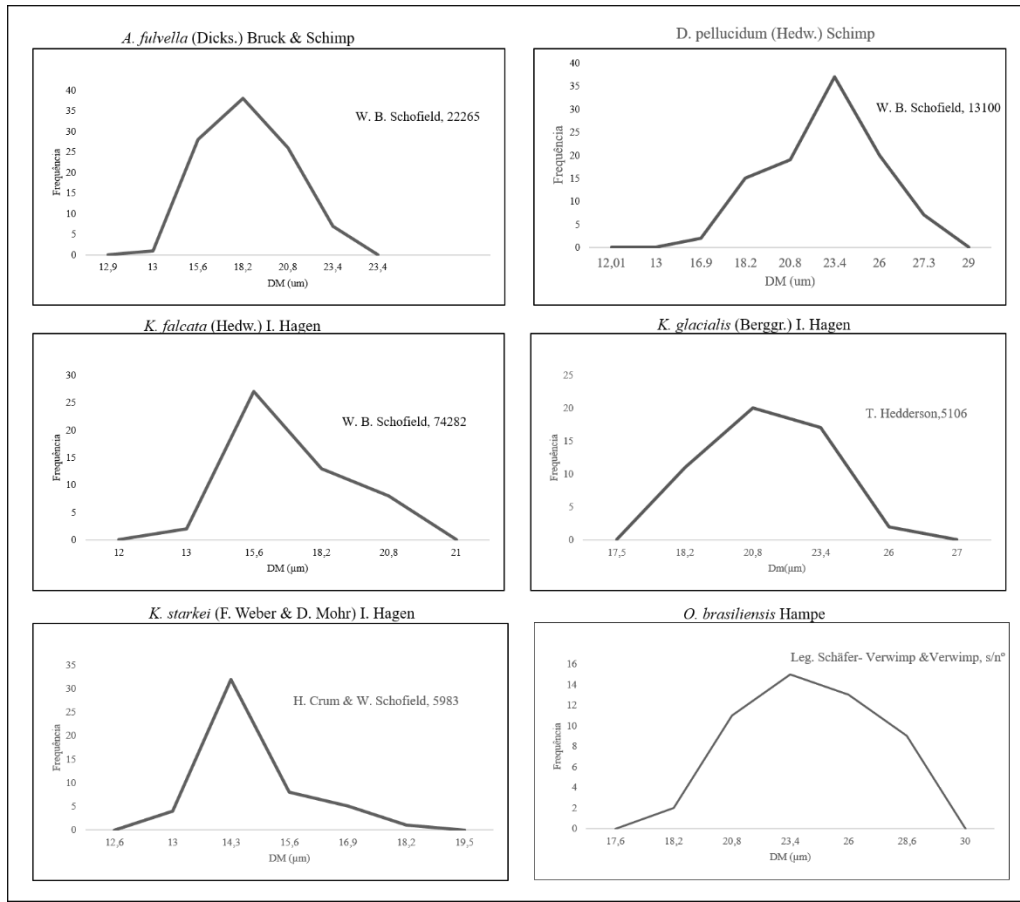 A. fulvella (Dicks.) Bruck & Schimp
W. B. Schofield, 22265
Frequência
40
35
30
25
20
15
10
5
0
12,9 13 15,6 18,2 20,8 23,4 23,4
DM (um)
D. pellucidum (Hedw.) Schimp
W. B. Schofield, 13100
Frequência
40
35
30
25
20
15
10
5
0
12,01 13 16.9 18.2 20.8 23.4 26 27.3 29
DM (um)
K. falcata (Hedw.) I. Hagen
W. B. Schofield, 74282
Frequência
30
25
20
15
10
5
0
12 13 15,6 18,2 20,8 21
DM (µm)
K. glacialis (Berggr.) I. Hagen
T. Hedderson,5106
Frequência
25
20
15
10
5
0
17,5 18,2 20,8 23,4 26 27
Dm(µm)
K. starkei (F. Weber & D. Mohr) I. Hagen
H. Crum & W. Schofield, 5983
Frequência
35
30
25
20
15
10
5
0
12,6 13 14,3 15,6 16,9 18,2 19,5
DM (µm)
O. brasiliensis Hampe
Leg. Schäfer- Verwimp &Verwimp, s/nº
Frequência
16
14
12
10
8
6
4
2
0
17,6 18,2 20,8 23,4 26 28,6 30
DM (µm)